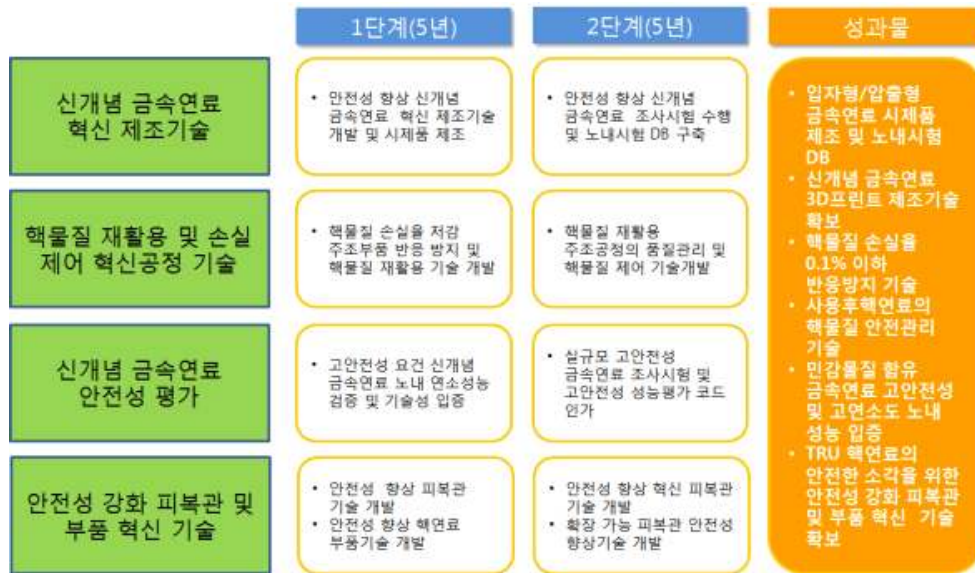 1단계(5년)
2단계(5년)
성과물
신개념 금속연료
혁신 제조기술
• 안전성 향상 신개념
금속연료 혁신 제조기술
개발 및 시제품 제조
• 안전성 향상 신개념
금속연료 조사시험 수행
및 노내시험 DB 구축
핵물질 재활용 및 손실
제어 혁신공정 기술
• 핵물질 손실율 저감
주조부품 반응 방지 및
핵물질 재활용 기술 개발
• 핵물질 재활용
주조공정의 품질관리 및
핵물질 제어 기술개발
신개념 금속연료
안전성 평가
• 고안전성 요건 신개념
금속연료 노내 연소성능
검증 및 기술성 입증
• 실규모 고안전성
금속연료 조사시험 및
고안전성 성능평가 코드
인가
안전성 강화 피복관 및
부품 혁신 기술
• 안전성 향상 피복관
기술 개발
• 안전성 향상 핵연료
부품기술 개발
• 안전성 향상 혁신 피복관
기술 개발
• 확장 가능 피복관 안전성
향상기술 개발
• 입자형/압출형
금속연료 시제품
제조 및 노내시험
DB
• 신개념 금속연료
3D프린트 제조기술
확보
• 핵물질 손실율
0.1% 이하
반응방지 기술
• 사용후핵연료의
핵물질 안전관리
기술
• 민감물질 함유
금속연료 고안전성
및 고연소도 노내
성능 입증
• TRU 핵연료의
안전한 소각을 위한
안전성 강화 피복관
및 부품 혁신 기술
확보